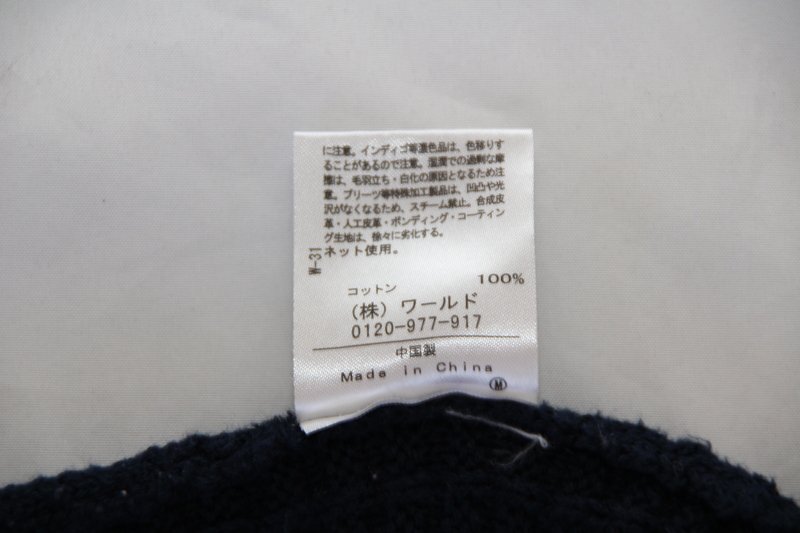 に注意。インディゴ等濃色品は、色移りす
ることがあるので注意。湿潤での過剰な摩
擦は、毛羽立ち・白化の原因となるため注
意。プリーツ等特殊加工製品は、凹凸や光
沢がなくなるため、スチーム禁止。合成皮
革・人工皮革・ボンディング・コーティン
グ生地は、徐々に劣化する。
ネット使用。
W-31
コットン 100%
(株) ワールド
0120-977-917
中国製
Made in China
M